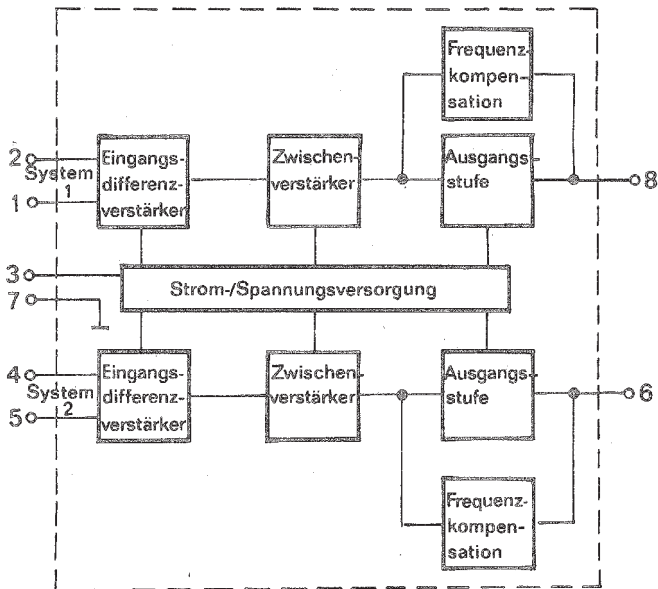 Frequenz-
kompen-
sation
2
System
1
1
Eingangs-
differenz-
verstärker
Zwischen-
verstärker
Ausgangs-
stufe
8
3
7
Strom-/Spannungsversorgung
4
System
2
5
Eingangs-
differenz-
verstärker
Zwischen-
verstärker
Ausgangs-
stufe
6
Frequenz-
kompen-
sation